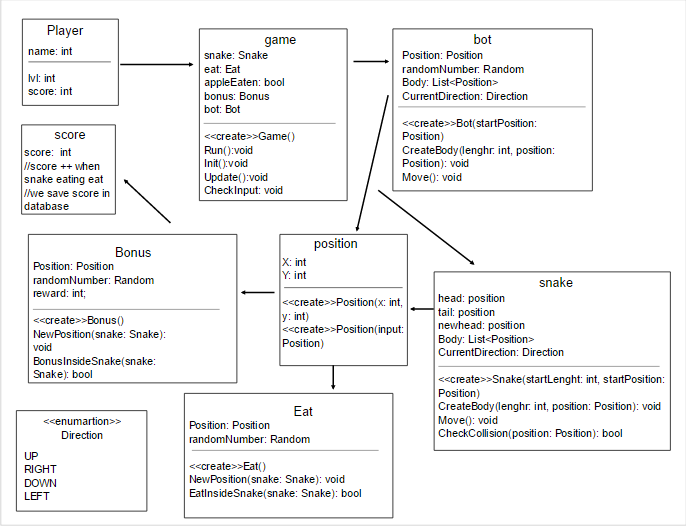 Player
name: int
lvl: int
score: int
game
snake: Snake
eat: Eat
appleEaten: bool
bonus: Bonus
bot: Bot
<<create>>Game()
Run():void
Init():void
Update():void
CheckInput: void
bot
Position: Position
randomNumber: Random
Body: List<Position>
CurrentDirection: Direction
<<create>>Bot(startPosition:
Position)
CreateBody(lenghr: int, position:
Position): void
Move(): void
score
score:  int
//score ++ when
snake eating eat
//we save score in
database
Bonus
Position: Position
randomNumber: Random
reward: int;
<<create>>Bonus()
NewPosition(snake: Snake):
void
BonusInsideSnake(snake:
Snake): bool
position
X: int
Y: int
<<create>>Position(x: int,
y: int)
<<create>>Position(input:
Position)
snake
head: position
tail: position
newhead: position
Body: List<Position>
CurrentDirection: Direction
<<create>>Snake(startLenght: int, startPosition:
Position)
CreateBody(lenghr: int, position: Position): void
Move(): void
CheckCollision(position: Position): bool
Eat
Position: Position
randomNumber: Random
<<create>>Eat()
NewPosition(snake: Snake): void
EatInsideSnake(snake: Snake): bool
<<enumartion>>
Direction
UP
RIGHT
DOWN
LEFT